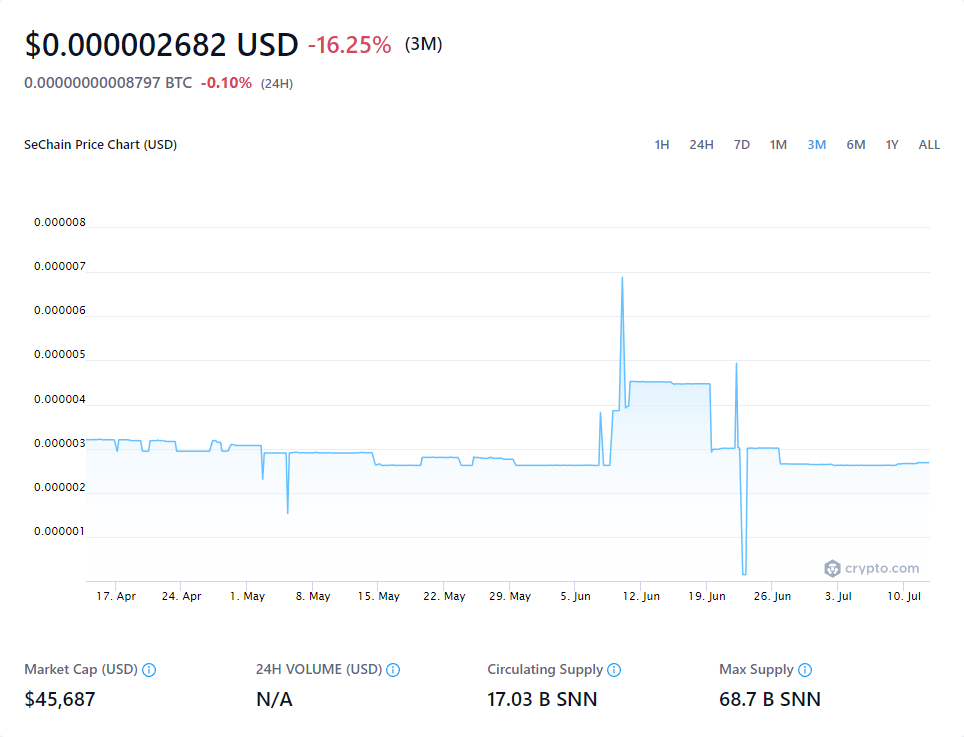 $0.000002682 USD -16.25% (3M)
0.00000000008797 BTC -0.10% (24H)
SeChain Price Chart (USD)
1H 24H 7D 1M 3M 6M 1Y ALL
0.000008
0.000007
0.000006
0.000005
0.000004
0.000003
0.000002
0.000001
crypto.com
17. Apr 24. Apr 1. May 8. May 15. May 22. May 29. May 5. Jun 12. Jun 19. Jun 26. Jun 3. Jul 10. Jul
Market Cap (USD) 24H VOLUME (USD) Circulating Supply Max Supply
$45,687 N/A 17.03 B SNN 68.7 B SNN